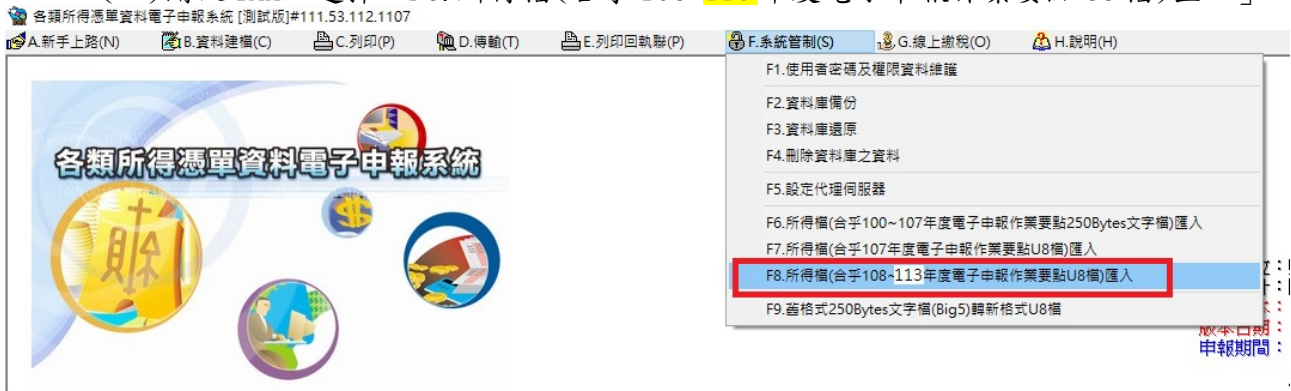 各類所得憑單資料電子申報系統 [測試版]#111.53.112.1107
A.新手上路(N) B.資料建檔(C) C.列印(P) D.傳輸(T) E.列印回執聯(P) F.系統管制(S) G.線上繳稅(O) H.說明(H)
F1.使用者密碼及權限資料維護
F2.資料庫備份
F3.資料庫還原
F4.刪除資料庫之資料
F5.設定代理伺服器
F6.所得檔(合乎100~107年度電子申報作業要點250Bytes文字檔)匯入
F7.所得檔(合乎107年度電子申報作業要點U8檔)匯入
F8.所得檔(合乎108~113年度電子申報作業要點U8檔)匯入
F9.舊格式250Bytes文字檔(Big5)轉新格式U8檔
各類所得憑單資料電子申報系統
財
$
版本日期：
申報期間：